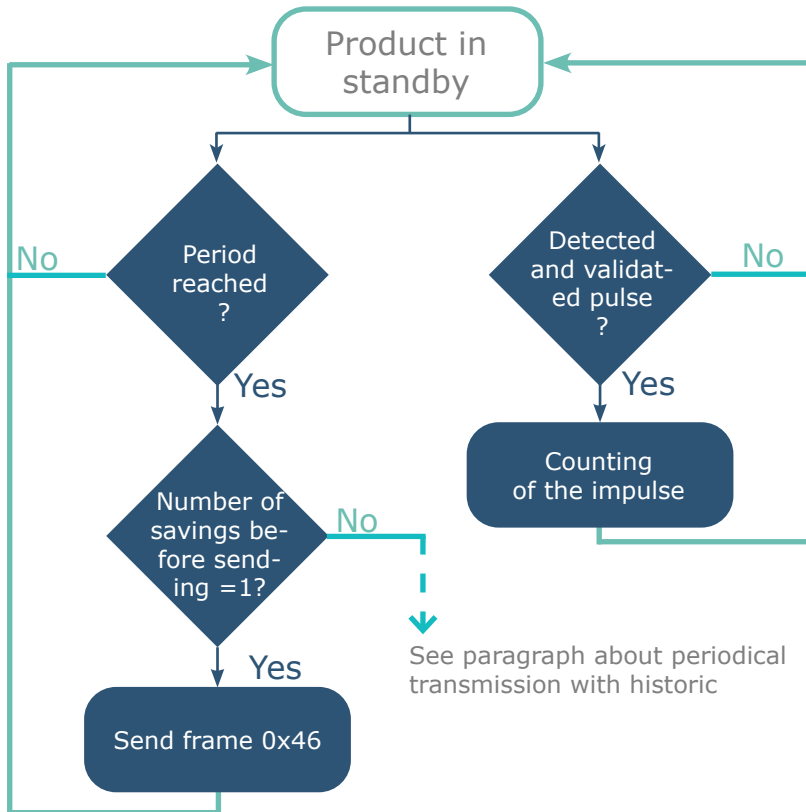 Product in
standby
No
Period
reached
?
Detected
and validat-
ed pulse
?
No
Yes
Yes
Number of
savings be-
fore send-
ing =1?
No
Counting
of the impulse
See paragraph about periodical
transmission with historic
Yes
Send frame 0x46